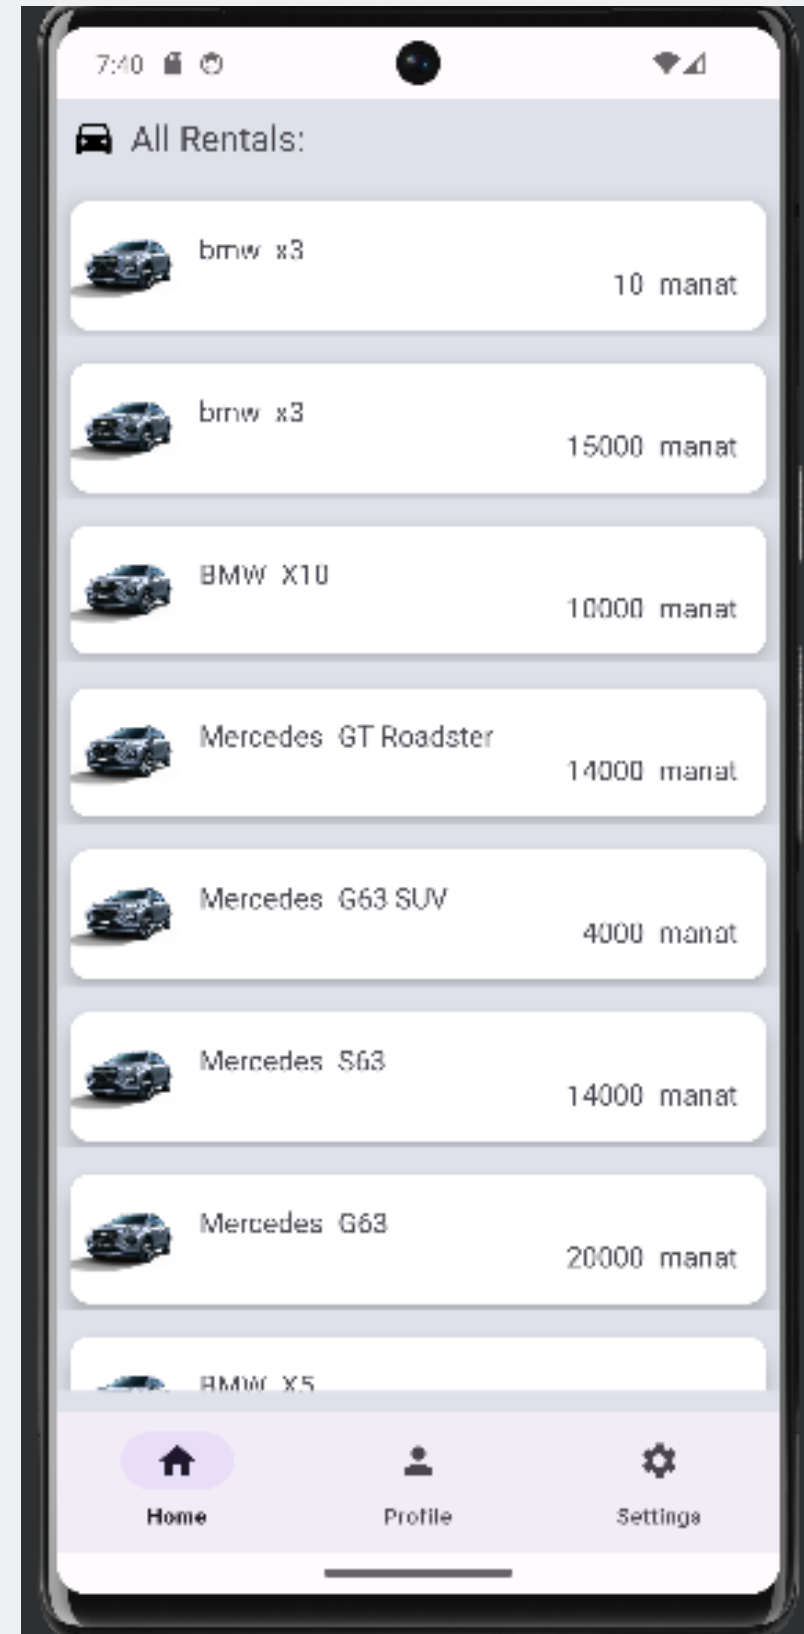 7:40
All Rentals:
bmw x3
10 manat
bmw x3
15000 manat
BMW X10
10000 manat
Mercedes GT Roadster
14000 manat
Mercedes G63 SUV
4000 manat
Mercedes S63
14000 manat
Mercedes G63
20000 manat
BMW X5
Home
Profile
Settings